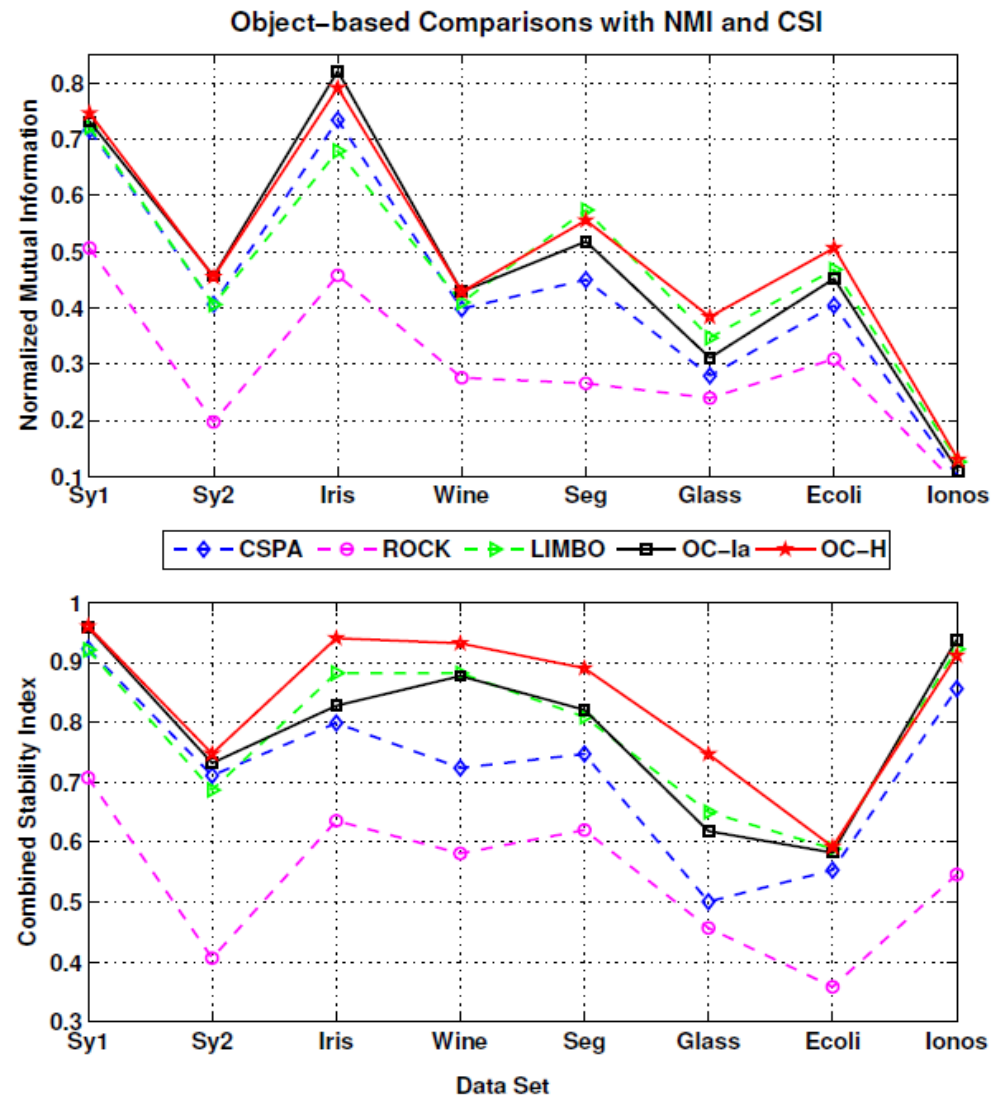 Object-based Comparisons with NMI and CSI
Normalized Mutual Information
0.8
0.7
0.6
0.5
0.4
0.3
0.2
0.1
Sy1 Sy2 Iris Wine Seg Glass Ecoli Ionos
CSPA ROCK LIMBO OC-Ia OC-H
Combined Stability Index
1
0.9
0.8
0.7
0.6
0.5
0.4
0.3
Sy1 Sy2 Iris Wine Seg Glass Ecoli Ionos
Data Set